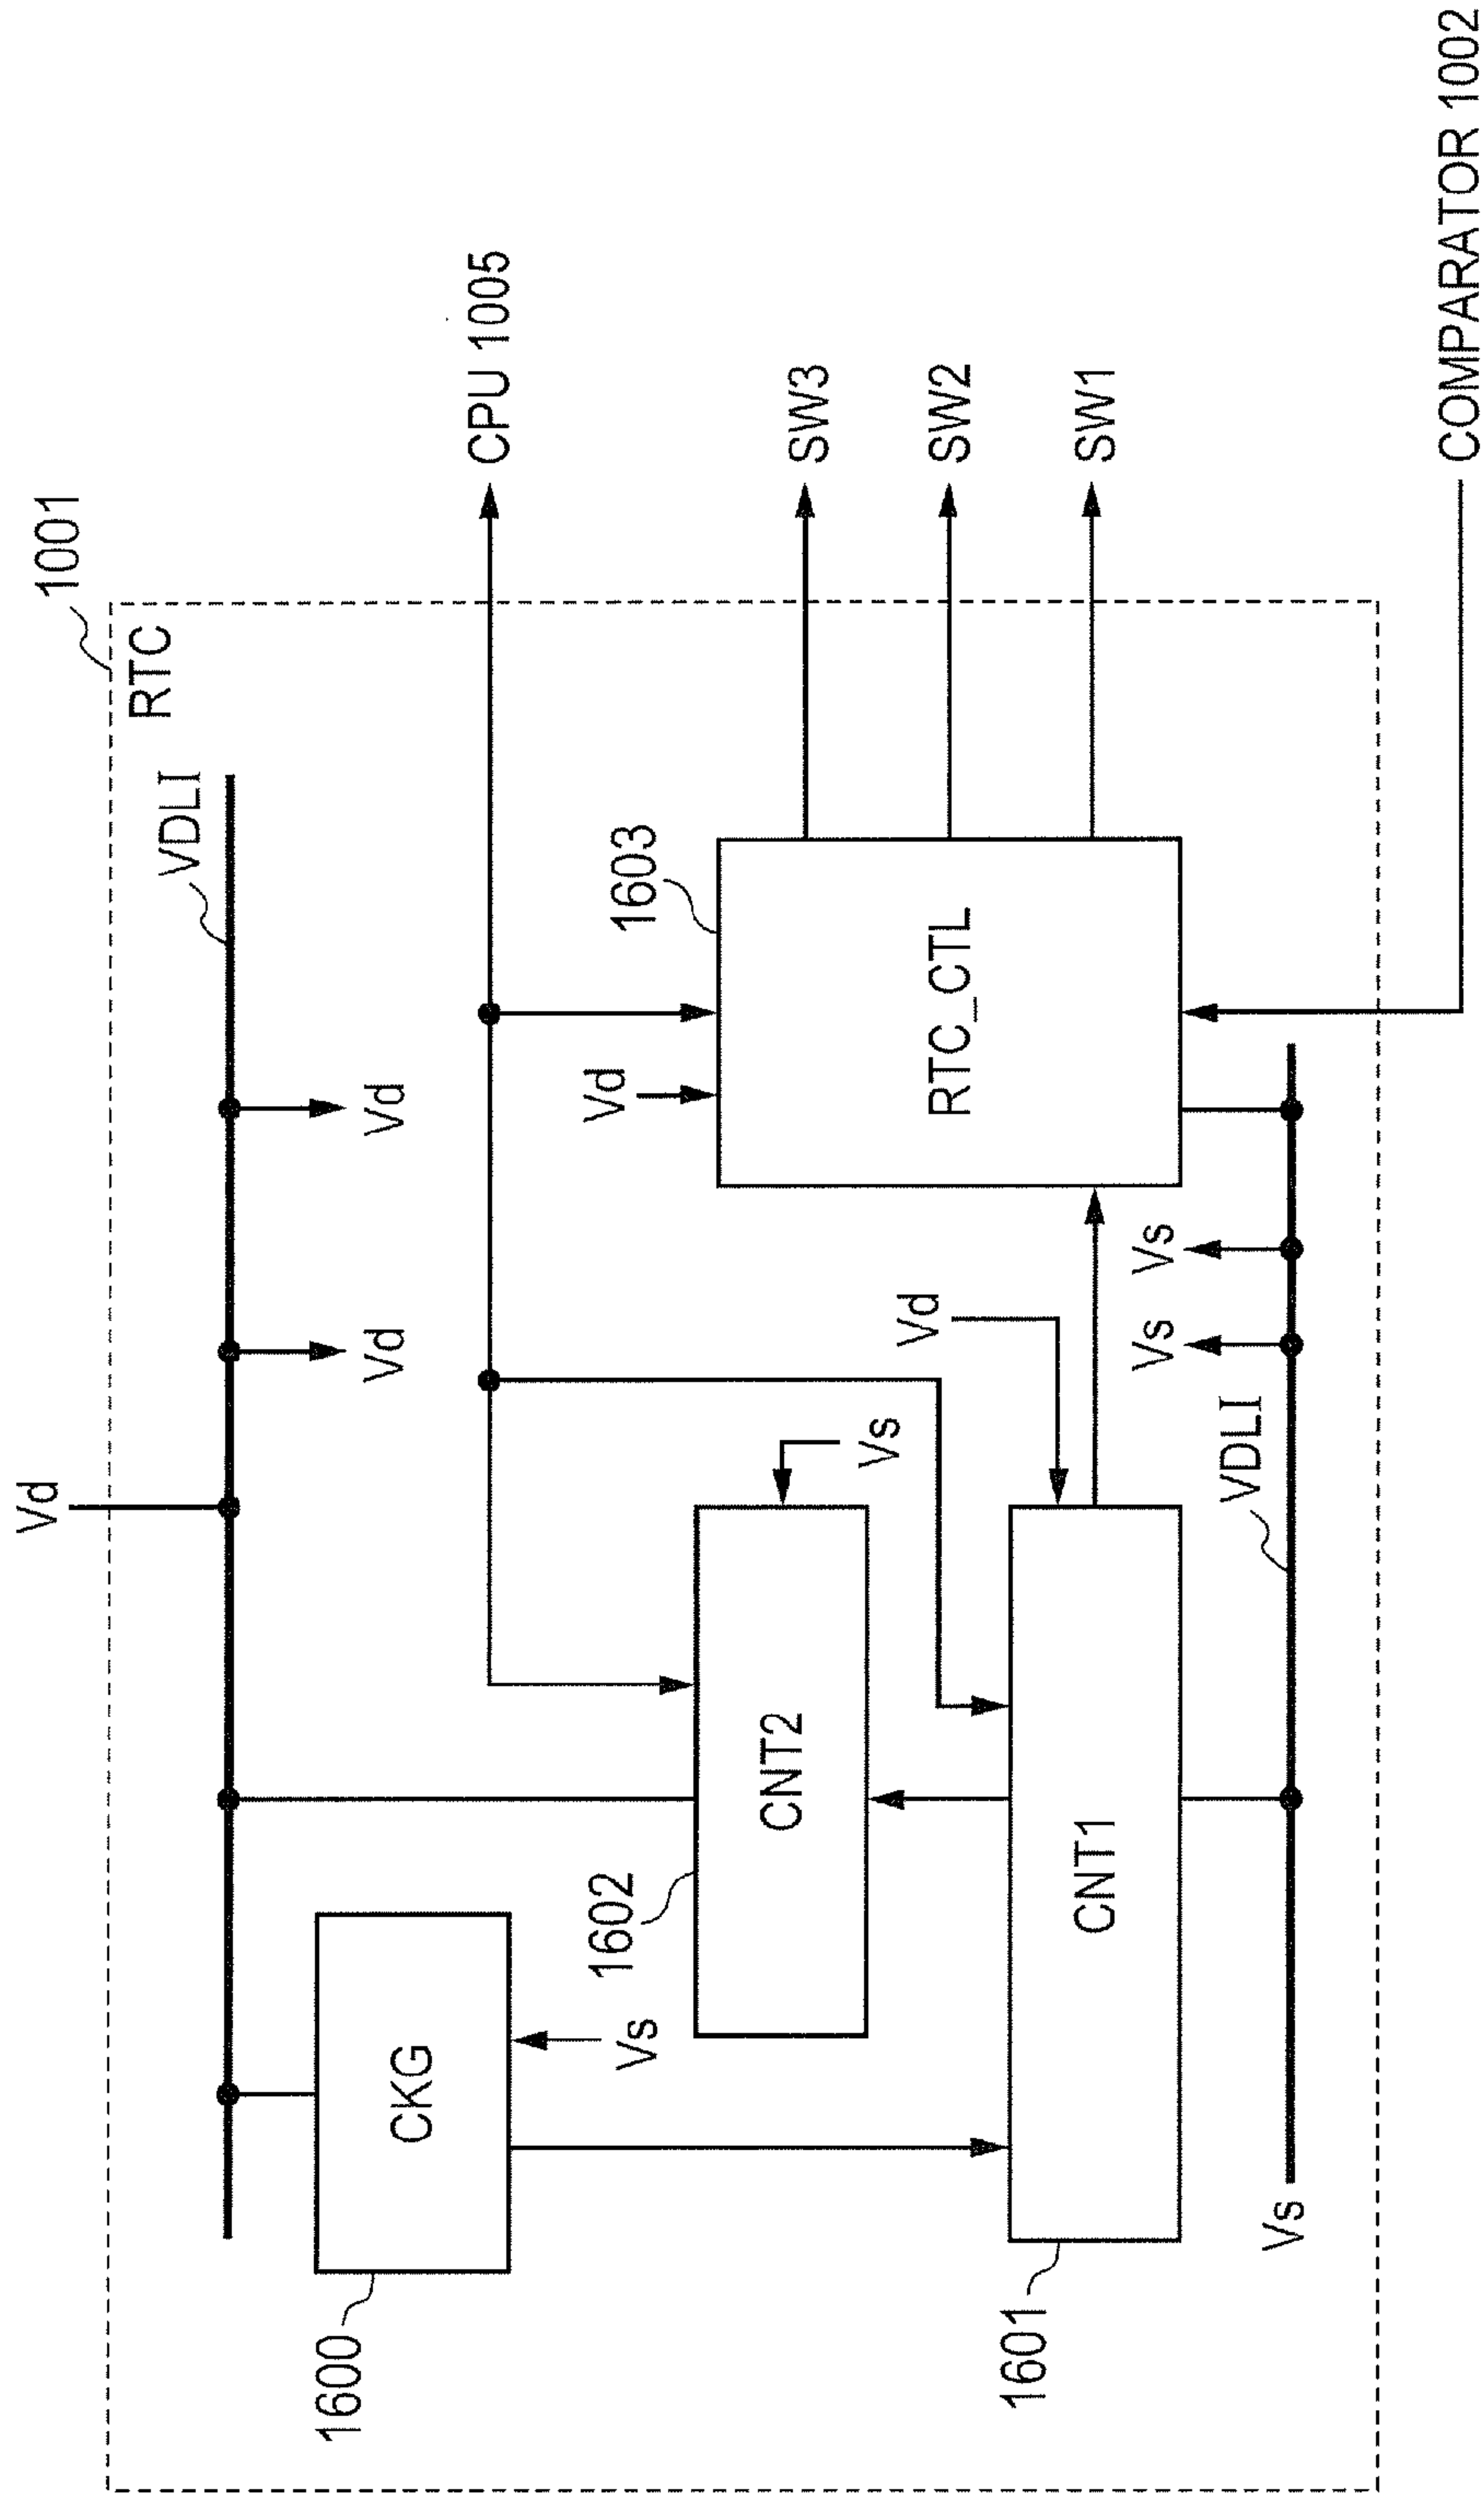 1001
Vd
RTC
VDLI
Vd
Vd
CPU 1005
1600
CKG
Vs
1602
CNT2
Vs
1603
Vd
RTC_CTL
SW3
SW2
SW1
Vd
1601
CNT1
Vs
Vs
VDLI
Vs
COMPARATOR 1002